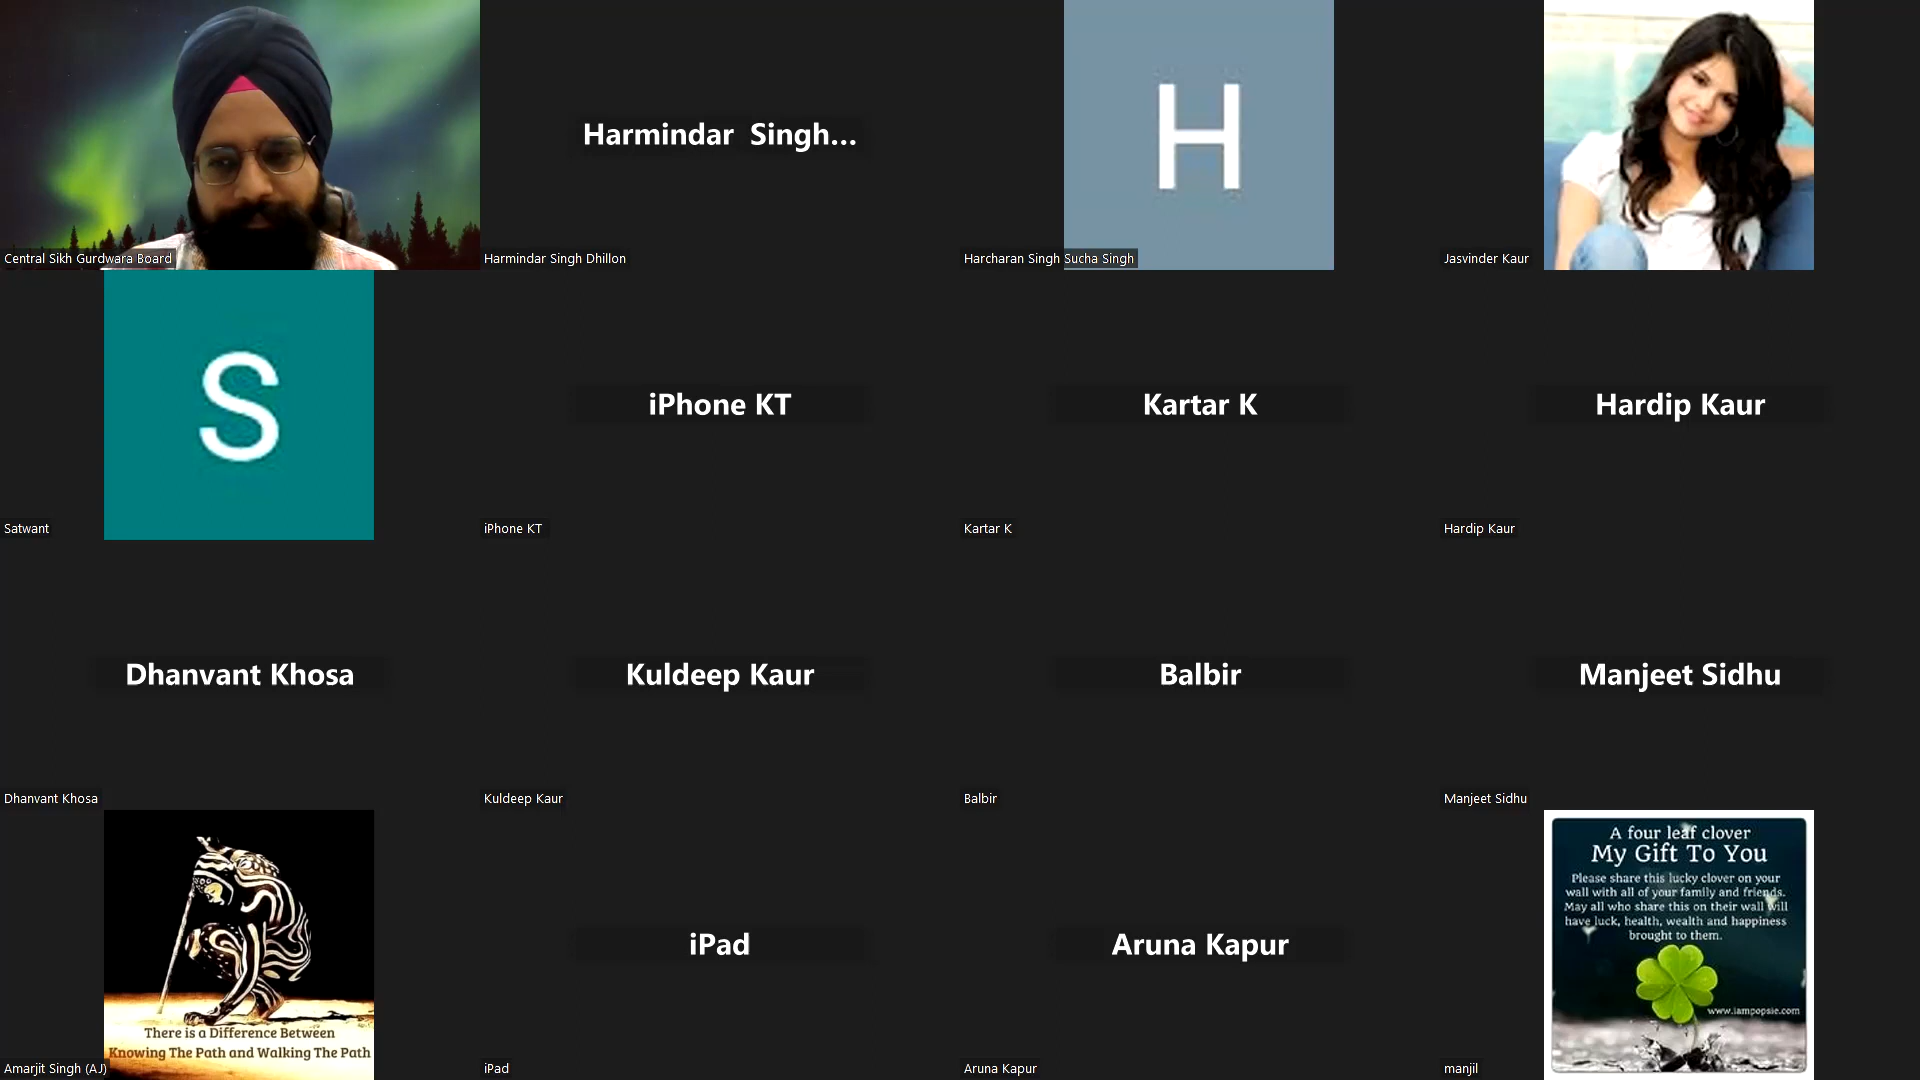 Harmindar  Singh...
H
Central Sikh Gurdwara Board
Harmindar Singh Dhillon
Harcharan Singh Sucha Singh
Jasvinder Kaur
S
iPhone KT
Kartar K
Hardip Kaur
Satwant
iPhone KT
Kartar K
Hardip Kaur
Dhanvant Khosa
Kuldeep Kaur
Balbir
Manjeet Sidhu
Dhanvant Khosa
Kuldeep Kaur
Balbir
Manjeet Sidhu
There is a Difference Between
Knowing The Path and Walking The Path
Amarjit Singh (AJ)
iPad
iPad
Aruna Kapur
Aruna Kapur
A four leaf clover
My Gift To You
Please share this lucky clover on your
wall with all of your family and friends.
May all who share this on their wall will
have luck, health, wealth and happiness
brought to them.
www.iampopsie.com
manjil